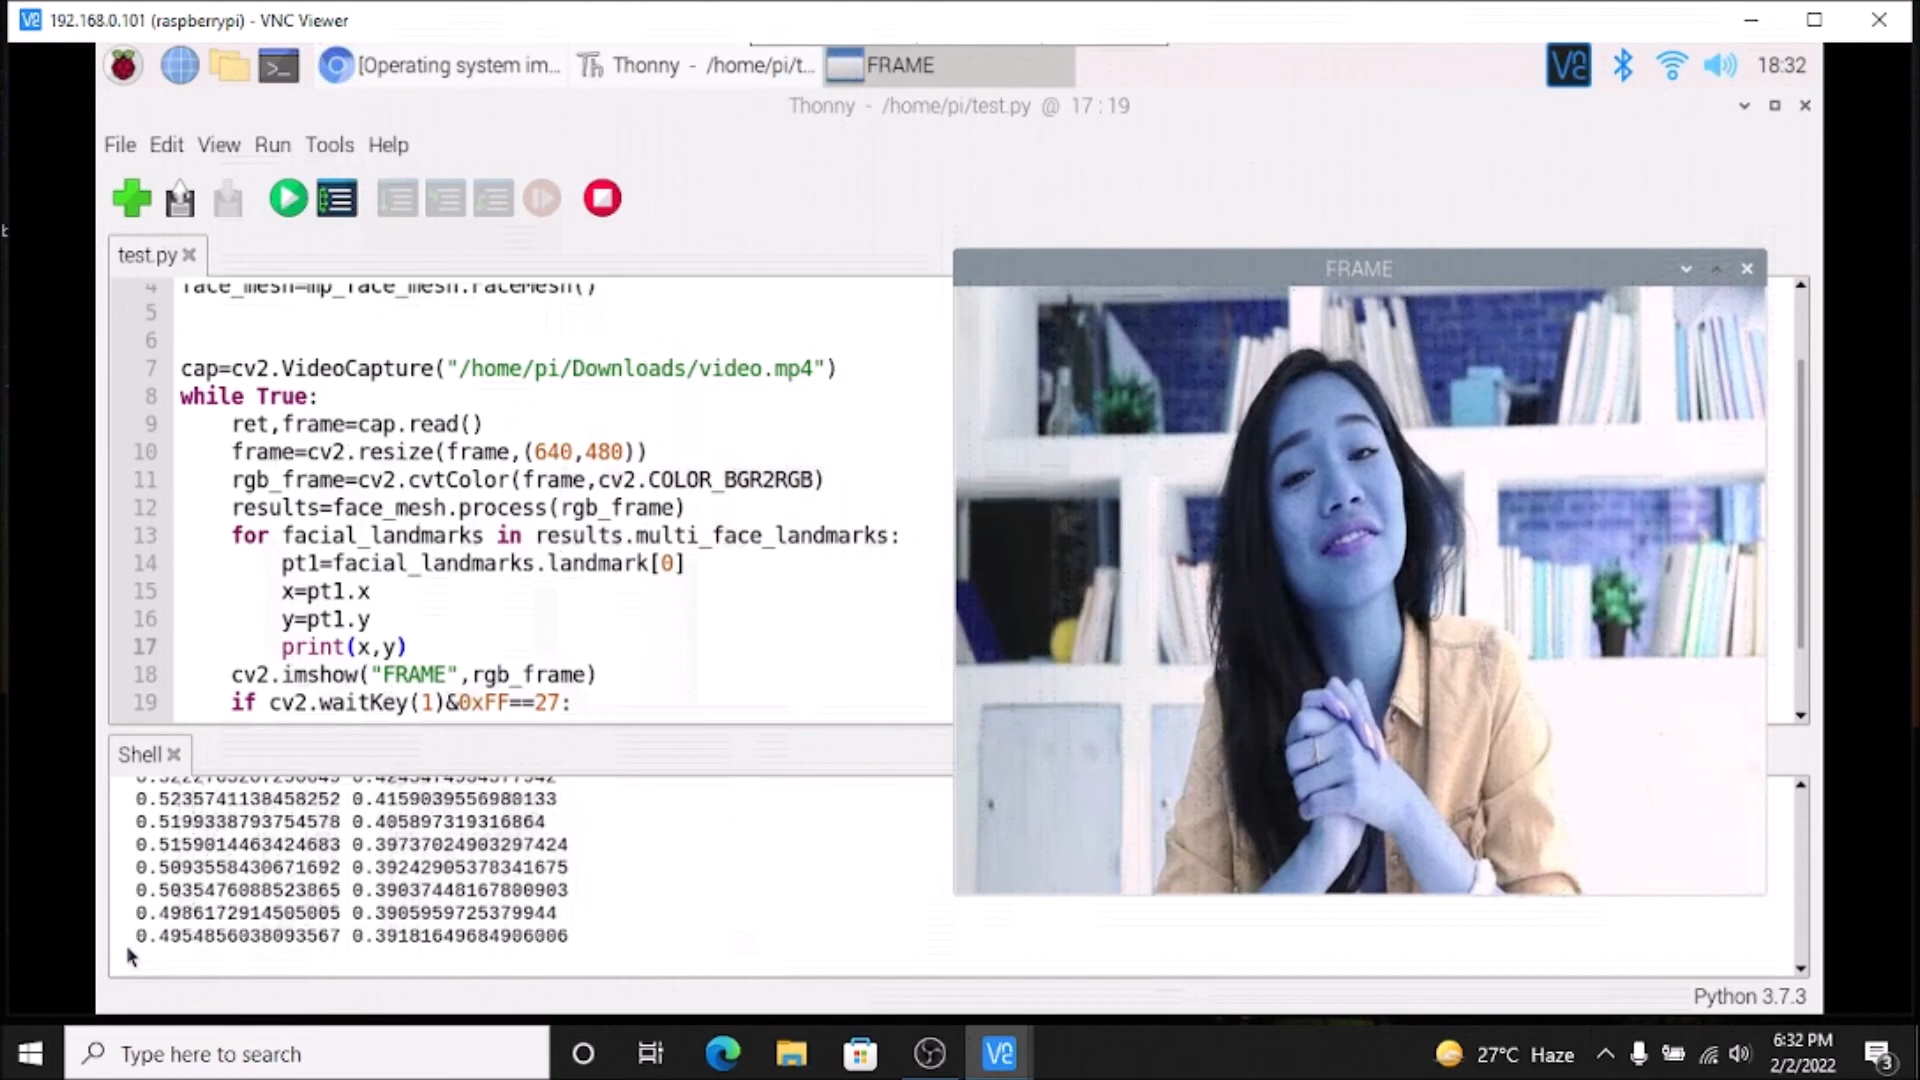 192.168.0.101 (raspberrypi) - VNC Viewer
[Operating system im...
Thonny - /home/pi/t...
FRAME
18:32
Thonny - /home/pi/test.py @ 17:19
File Edit View Run Tools Help
test.py
FRAME
4 face_mesh=mp_face_mesh.FaceMesh()
5
6
7 cap=cv2.VideoCapture("/home/pi/Downloads/video.mp4")
8 while True:
9 ret,frame=cap.read()
10 frame=cv2.resize(frame,(640,480))
11 rgb_frame=cv2.cvtColor(frame,cv2.COLOR_BGR2RGB)
12 results=face_mesh.process(rgb_frame)
13 for facial_landmarks in results.multi_face_landmarks:
14 pt1=facial_landmarks.landmark[0]
15 x=pt1.x
16 y=pt1.y
17 print(x,y)
18 cv2.imshow("FRAME",rgb_frame)
19 if cv2.waitKey(1)&0xFF==27:
Shell
0.5235741138458252 0.4159039556980133
0.5199338793754578 0.405897319316864
0.5159014463424683 0.39737024903297424
0.5093558430671692 0.39242905378341675
0.5035476088523865 0.390374481678009​03
0.4986172914505005 0.3905959725379944
0.4954856038093567 0.39181649684906006
Python 3.7.3
Type here to search
27°C Haze
6:32 PM
2/2/2022
3